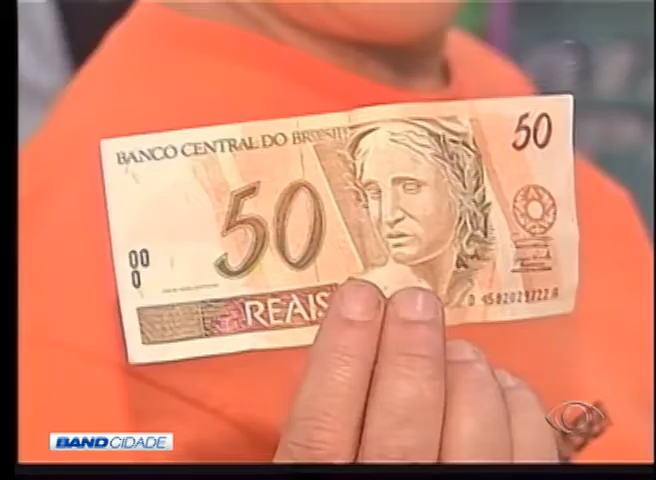 BANCO CENTRAL DO BRASIL
50
50
REAIS
BAND CIDADE